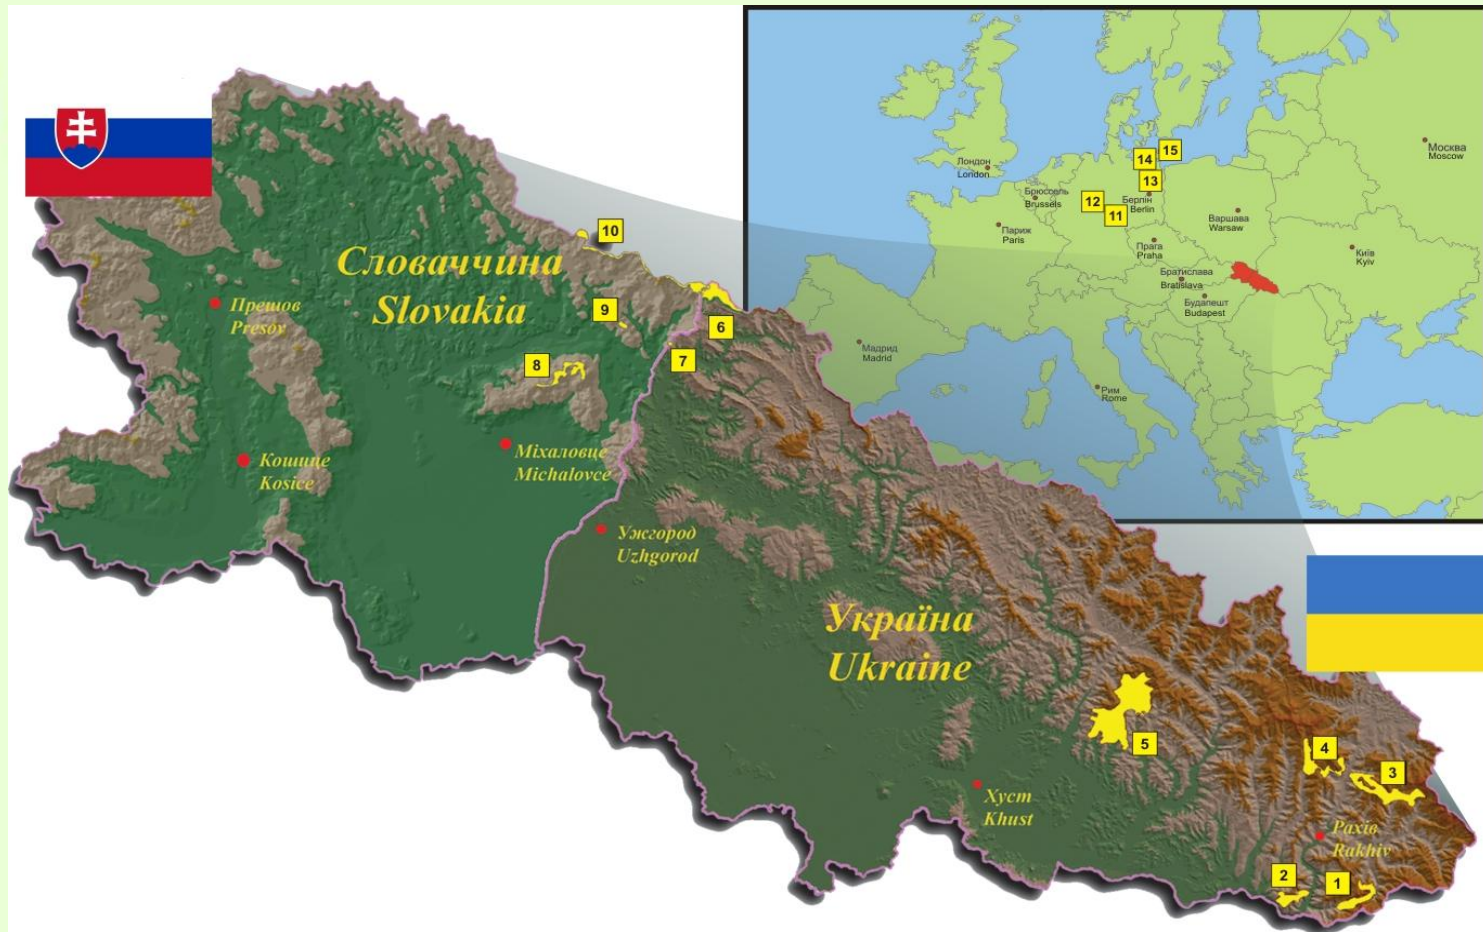 Словаччина
Slovakia
Прешов
Presov
Кошице
Kosice
Міхаловце
Michalovce
Ужгород
Uzhgorod
Україна
Ukraine
Хуст
Khust
Рахів
Rakhiv
10
9
8
7
6
5
4
3
2
1
Лондон
London
Брюссель
Brussels
Париж
Paris
Мадрид
Madrid
Берлін
Berlin
Прага
Praha
Братислава
Bratislava
Будапешт
Budapest
Рим
Rome
Варшава
Warsaw
Київ
Kyiv
Москва
Moscow
15
14
13
12
11